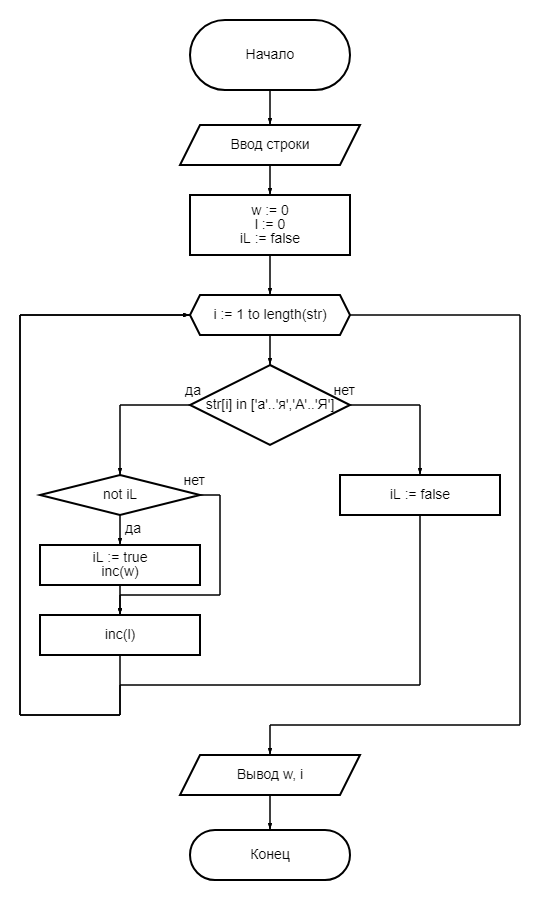 Начало
Ввод строки
w := 0
l := 0
iL := false
i := 1 to length(str)
да
нет
str[i] in ['а'..'я','А'..'Я']
not iL
нет
iL := false
да
iL := true
inc(w)
inc(l)
Вывод w, i
Конец